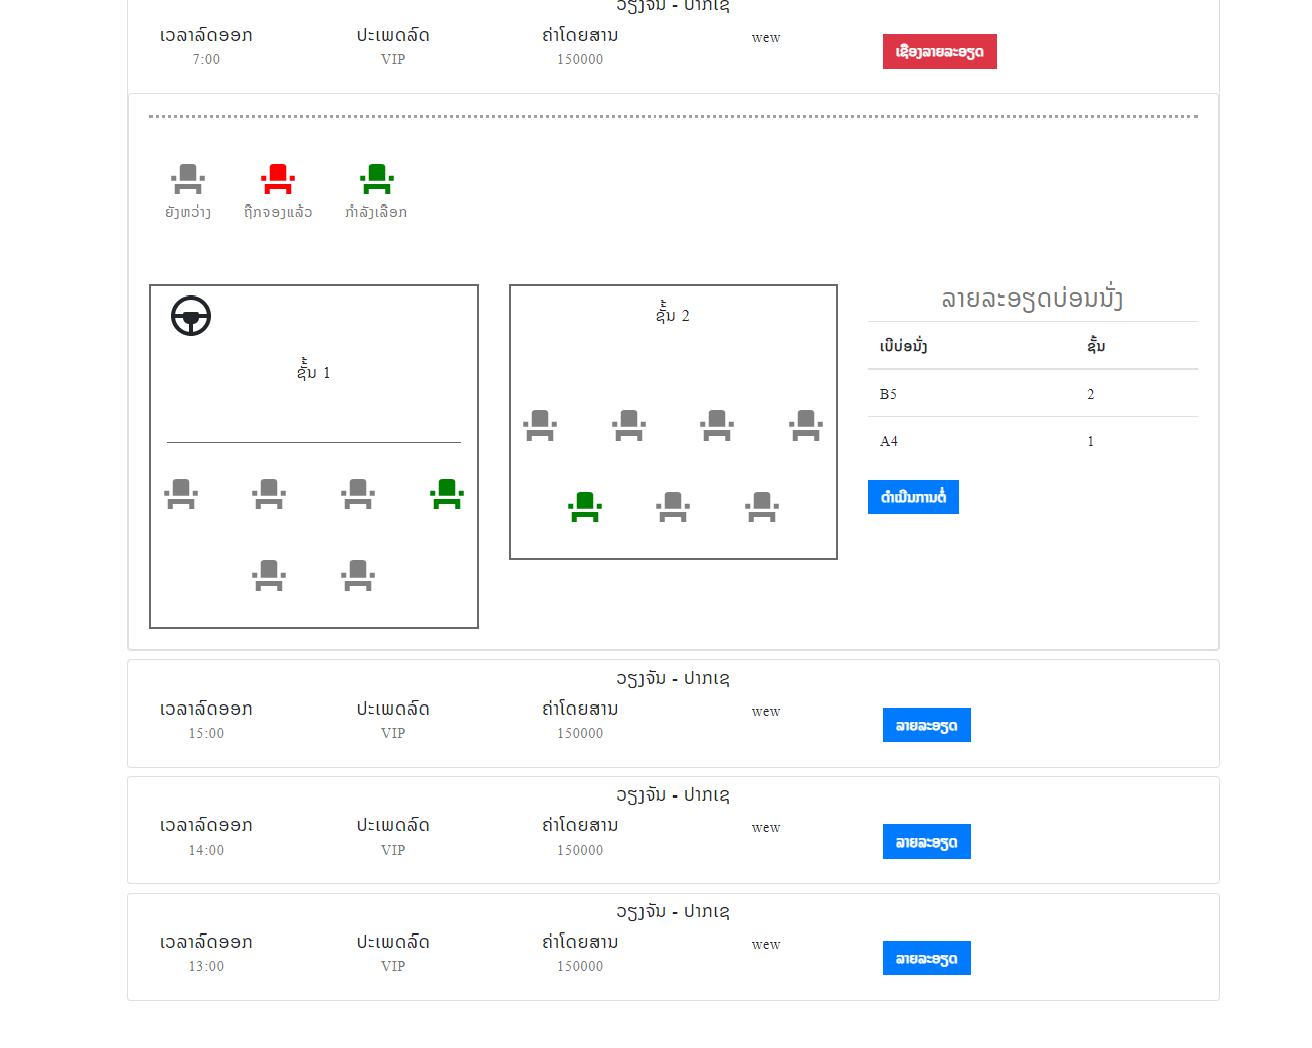 ວຽງຈັນ - ປາກເຊ
ເວລາລົດອອກ ປະເພດລົດ ຄ່າໂດຍສານ wew
7:00 VIP 150000
ເຊື່ອງລາຍລະອຽດ
ຍັງຫວ່າງ ຖືກຈອງແລ້ວ ກຳລັງເລືອກ
ຊັ້ນ 1
ຊັ້ນ 2
ລາຍລະອຽດບ່ອນນັ່ງ
ເບີບ່ອນັ່ງ ຊັ້ນ
B5 2
A4 1
ດຳເນີນການຕໍ່
ວຽງຈັນ - ປາກເຊ
ເວລາລົດອອກ ປະເພດລົດ ຄ່າໂດຍສານ wew
15:00 VIP 150000
ລາຍລະອຽດ
ວຽງຈັນ - ປາກເຊ
ເວລາລົດອອກ ປະເພດລົດ ຄ່າໂດຍສານ wew
14:00 VIP 150000
ລາຍລະອຽດ
ວຽງຈັນ - ປາກເຊ
ເວລາລົດອອກ ປະເພດລົດ ຄ່າໂດຍສານ wew
13:00 VIP 150000
ລາຍລະອຽດ